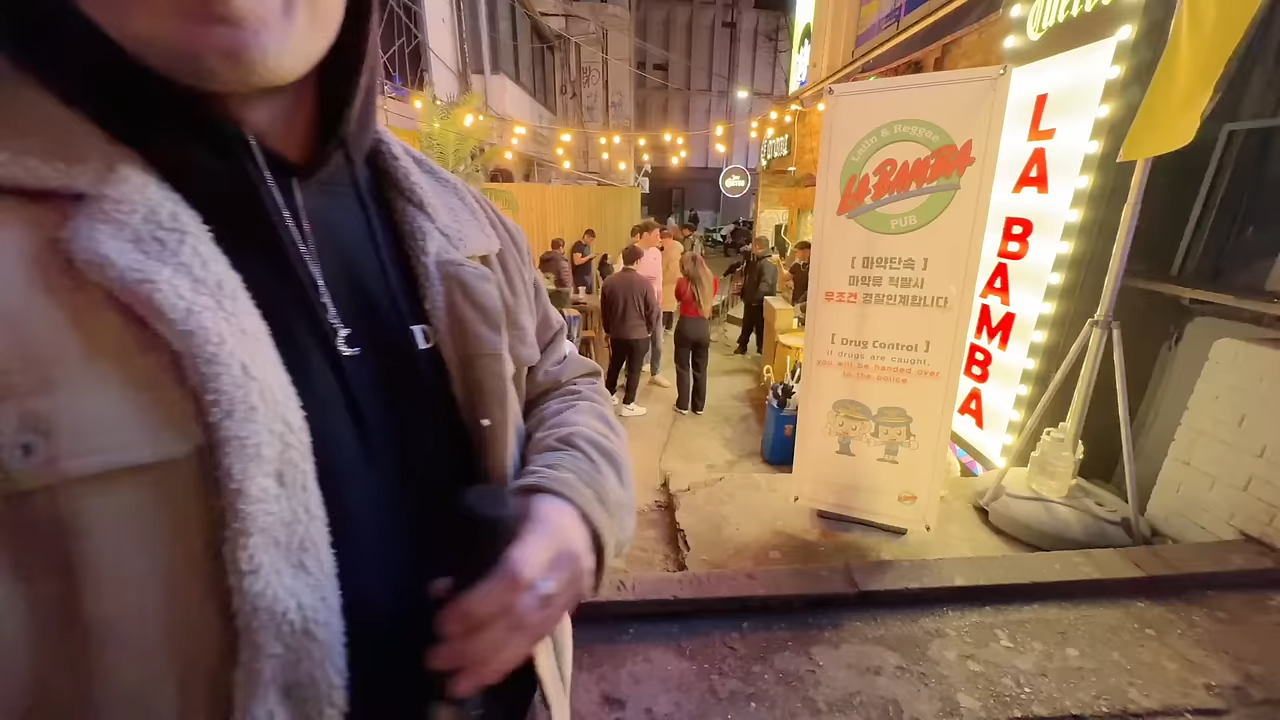 Latin & Reggae
LA BAMBA
PUB
[ 마약단속 ]
마약류 적발시
무조건 경찰인계합니다
[ Drug Control ]
if drugs are caught,
you will be handed over
to the police
LA BAMBA
D